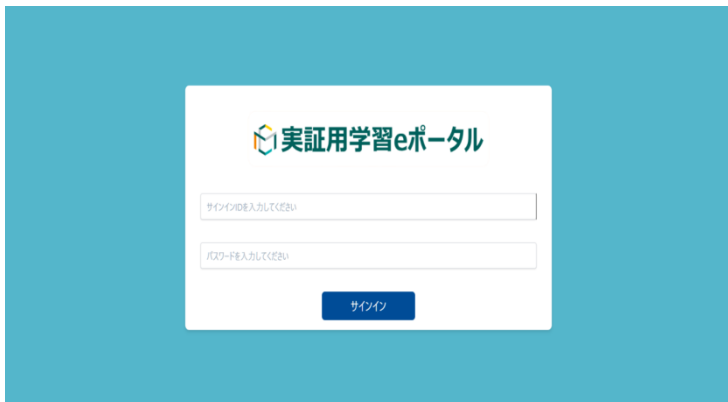 実証用学習eポータル
サインインIDを入力してください
パスワードを入力してください
サインイン